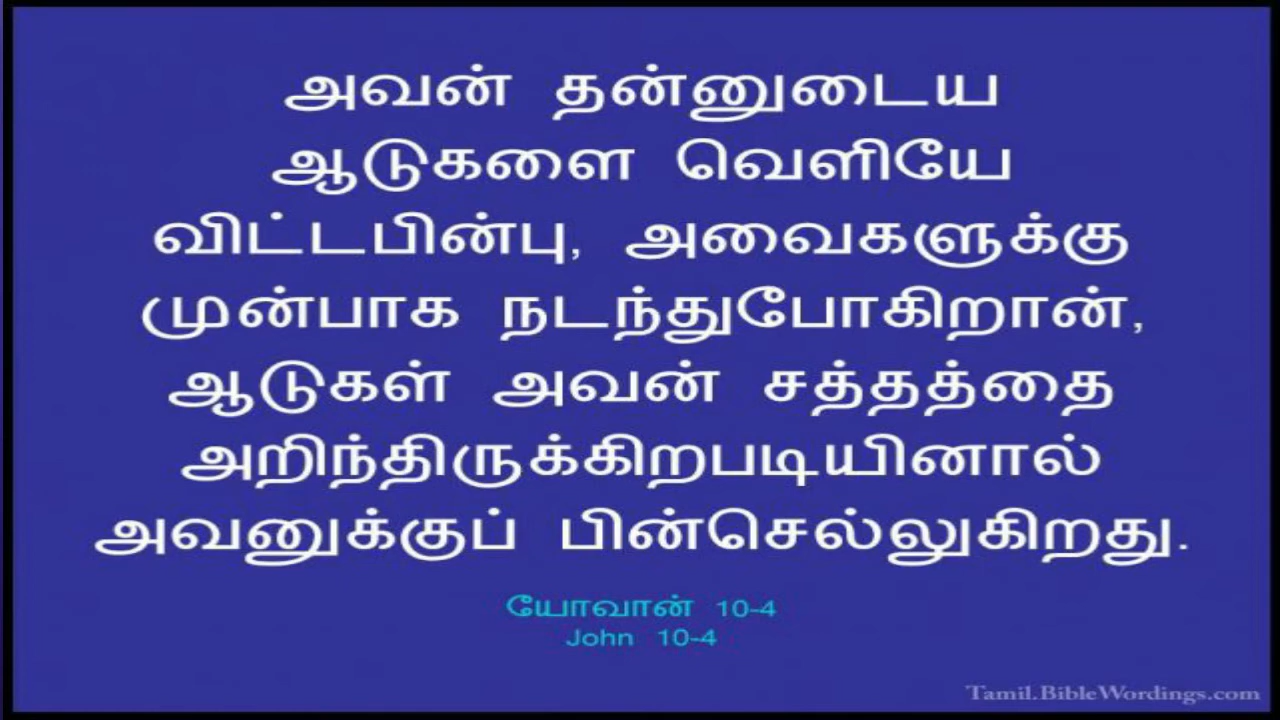 அவன் தன்னுடைய
ஆடுகளை வெளியே
விட்டபின்பு, அவைகளுக்கு
முன்பாக நடந்துபோகிறான்,
ஆடுகள் அவன் சத்தத்தை
அறிந்திருக்கிறபடியினால்
அவனுக்குப் பின்செல்லுகிறது.
யோவான் 10-4
John 10-4
Tamil.BibleWordings.com